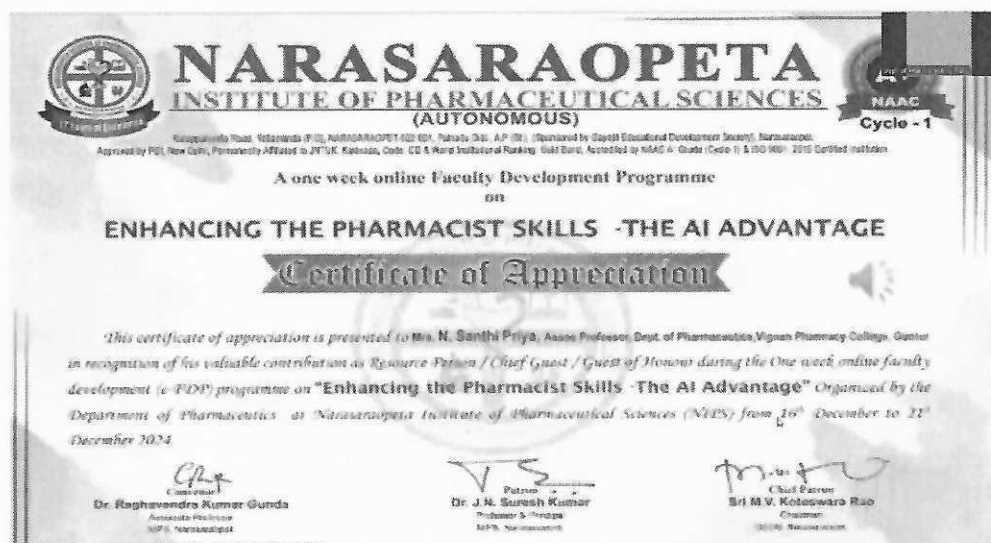 NARASARAOPETA
INSTITUTE OF PHARMACEUTICAL SCIENCES
(AUTONOMOUS)
NAAC
Cycle - 1
A one week online Faculty Development Programme
on
ENHANCING THE PHARMACIST SKILLS -THE AI ADVANTAGE
Certificate of Appreciation
This certificate of appreciation is presented to Mrs. N. Santhi Priya, Professor, Dept. of Pharmaceutics, Vignan Pharmacy College,
in recognition of his valuable contribution as Resource Person / Chief Guest / Guest of Honour during the One week online faculty
development (e-FDP) programme on "Enhancing the Pharmacist Skills -The AI Advantage" Organized by the
Department of Pharmaceutics at Narasaraopeta Institute of Pharmaceutical Sciences (NIPS) from 16th December to 21st
December 2024.
Convener
Dr. Raghavendra Kumar Gunda
Associate Professor
Patron
Dr. J.N. Suresh Kumar
Professor & Principal
Chief Patron
Sri M.V. Koteswara Rao
Chairman